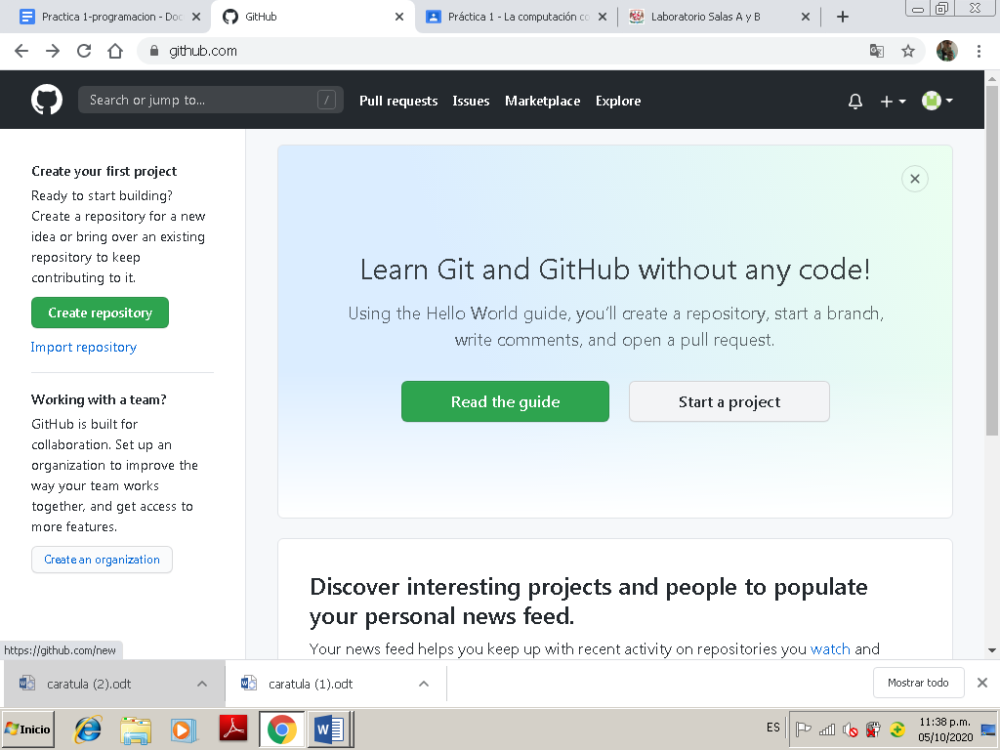 Practica 1-programacion - Doc
GitHub
Práctica 1 - La computación co
Laboratorio Salas A y B
github.com
Search or jump to...
/
Pull requests
Issues
Marketplace
Explore
Create your first project
Ready to start building?
Create a repository for a new
idea or bring over an existing
repository to keep
contributing to it.
Create repository
Import repository
Working with a team?
GitHub is built for
collaboration. Set up an
organization to improve the
way your team works
together, and get access to
more features.
Create an organization
Learn Git and GitHub without any code!
Using the Hello World guide, you’ll create a repository, start a branch,
write comments, and open a pull request.
Read the guide
Start a project
Discover interesting projects and people to populate
your personal news feed.
Your news feed helps you keep up with recent activity on repositories you watch and
https://github.com/new
caratula (2).odt
caratula (1).odt
Mostrar todo
Inicio
ES
11:38 p.m.
05/10/2020